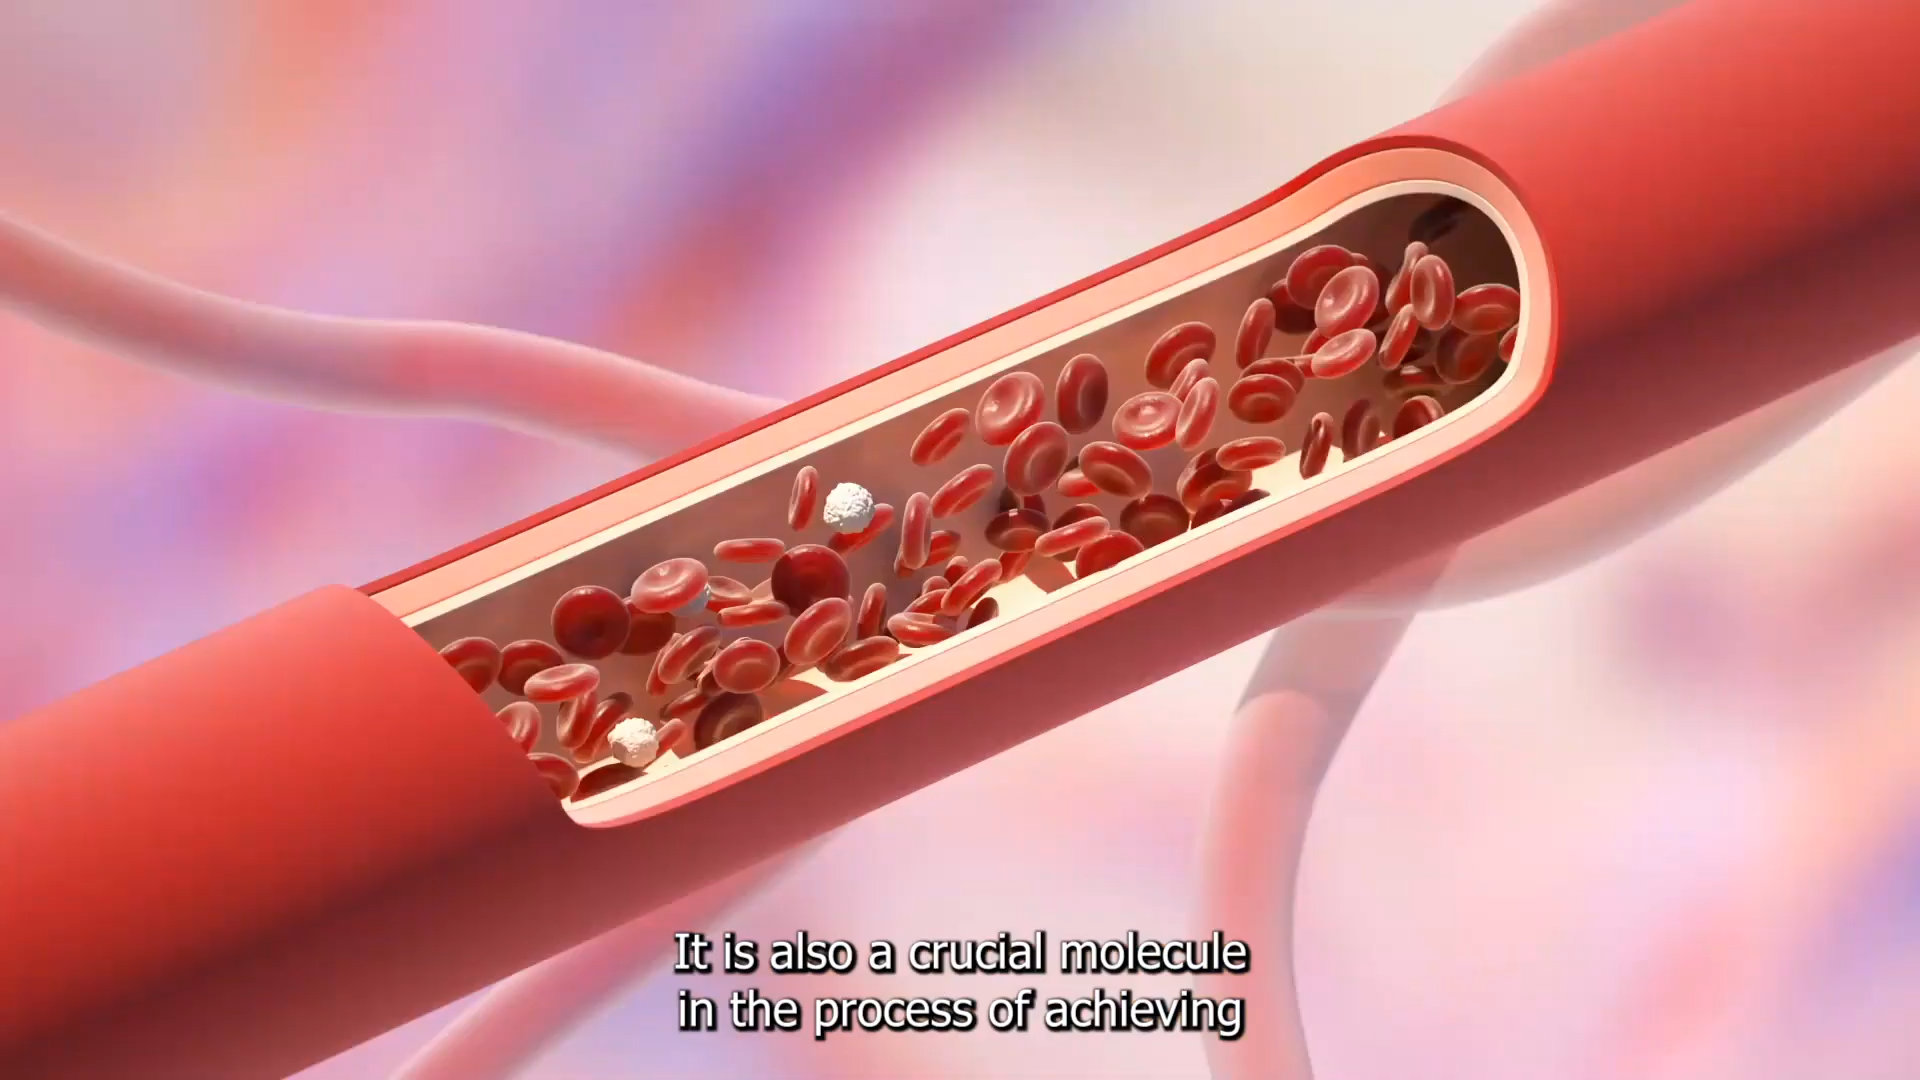 It is also a crucial molecule
in the process of achieving